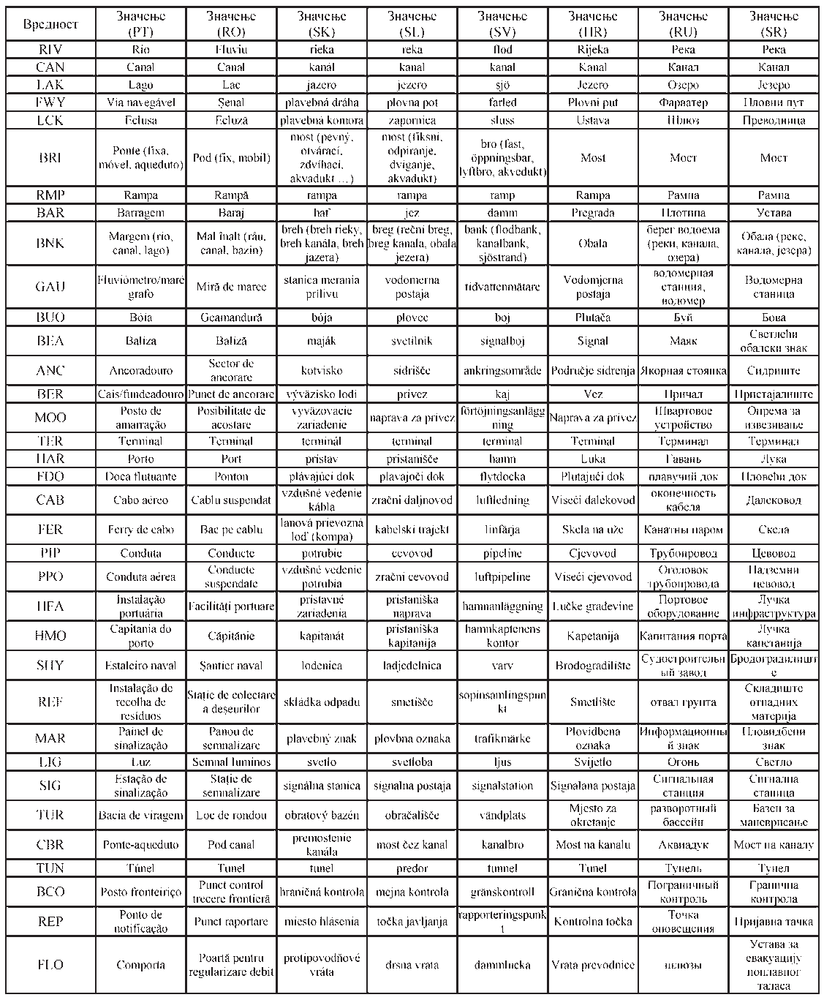 Вредност Значење (PT) Значење (RO) Значење (SK) Значење (SL) Значење (SV) Значење (HR) Значење (RU) Значење (SR)
RIV Rio Fluviu rieka reka flod Rijeka Река Река
CAN Canal Canal kanál kanal kanal Kanal Канал Канал
LAK Lago Lac jazero jezero sjö Jezero Озеро Језеро
FWY Via navegável Şenal plavebná dráha plovna pot farled Plovni put Фарватер Пловни пут
LCK Eclusa Ecluză plavebná komora zapornica sluss Ustava Шлюз Преводница
BRI Ponte (fixa, móvel, aqueduto) Pod (fix, mobil) most (pevný, otvárací, zdvíhací, akvadukt …) most (fiksni, odpiranje, dviganje, akvadukt) bro (fast, öppningsbar, lyftbro, akvedukt) Most Мост Мост
RMP Rampa Rampă rampa rampa ramp Rampa Рампа Рампа
BAR Barragem Baraj hať jez damm Pregrada Плотина Устава
BNK Margem (rio, canal, lago) Mal înalt (râu, canal, bazin) breh (breh rieky, breh kanála, breh jazera) breg (rečni breg, breg kanala, obala jezera) bank (flodbank, kanalbank, sjöstrand) Obala берег водоема (реки, канала, озера) Обала (реке, канала, језера)
GAU Fluviómetro/maré grafo Miră de maree stanica merania prílivu vodomerna postaja tidvattenmätare Vodomjerna postaja водомерная станция, водомер Водомерна станица
BUO Bóia Geamandură bója plovec boj Plutača Буй Бова
BEA Baliza Baliză maják svetilnik signalboj Signal Маяк Светлећи обалски знак
ANC Ancoradouro Sector de ancorare kotvisko sidrišče ankringsområde Područje sidrenja Якорная стоянка Сидриште
BER Cais/fundeadouro Punct de ancorare výväzisko lodí privez kaj Vez Причал Пристајалиште
MOO Posto de amarração Posibilitate de acostare vyväzovacie zariadenie naprava za privez förtöjningsanlägg ning Naprava za privez Швартовое устройство Опрема за извезивање
TER Terminal Terminal terminál terminal terminal Terminal Терминал Терминал
HAR Porto Port prístav pristanišče hamn Luka Гавань Лука
FDO Doca flutuante Ponton plávajúci dok plavajoči dok flytdocka Plutajući dok плавучий док Пловећи док
CAB Cabo aéreo Cablu suspendat vzdušné vedenie kábla zračni daljnovod luftledning Viseći dalekovod оконечность кабеля Далековод
FER Ferry de cabo Bac pe cablu lanová prievozná loď (kompa) kabelski trajekt linfärja Skela na uže Канатны паром Скела
PIP Conduta Conducte potrubie cevovod pipeline Cjevovod Трубопровод Цевовод
PPO Conduta aérea Conducte suspendate vzdušné vedenie potrubia zračni cevovod luftpipeline Viseći cjevovod Оголовок трубопровода Надземни цевовод
HFA Instalação portuária Facilităţi portuare prístavné zariadenia pristaniška naprava hamnanläggning Lučke građevine Портовое оборудование Лучка инфраструктура
HMO Capitania do porto Căpitănie kapitanát pristaniška kapitanija hamnkaptenens kontor Kapetanija Капитания порта Лучка капетанија
SHY Estaleiro naval Şantier naval lodenica ladjedelnica varv Brodogradilište Судостроительн ый завод Бродоградилишт е
REF Instalação de recolha de resíduos Staţie de colectare a deşeurilor skládka odpadu smetišče sopinsamlingspun kt Smetlište отвал грунта Складиште отпадних материја
MAR Painel de sinalização Panou de semnalizare plavebný znak plovbna oznaka trafikmärke Plovidbena oznaka Информационны й знак Пловидбени знак
LIG Luz Semnal luminos svetlo svetloba ljus Svijetlo Огонь Светло
SIG Estação de sinalização Staţie de semnalizare signálna stanica signalna postaja signalstation Signalana postaja Сигнальная станция Сигнална станица
TUR Bacia de viragem Loc de rondou obratový bazén obračališče vändplats Mjesto za okretanje разворотный бассейн Базен за маневрисање
CBR Ponte-aqueduto Pod canal premostenie kanála most čez kanal kanalbro Most na kanalu Аквиадук Мост на каналу
TUN Túnel Tunel tunel predor tunnel Tunel Тунель Тунел
BCO Posto fronteiriço Punct control trecere frontieră hraničná kontrola mejna kontrola gränskontroll Granična kontrola Пограничный контроль Гранична контрола
REP Ponto de notificação Punct raportare miesto hlásenia točka javljanja rapporteringspunk t Kontrolna točka Точка оповещения Пријавна тачка
FLO Comporta Poartă pentru regularizare debit protipovodňové vráta drsna vrata dammlucka Vrata prevodnice шлюзы Устава за евакуацију поплавног таласа